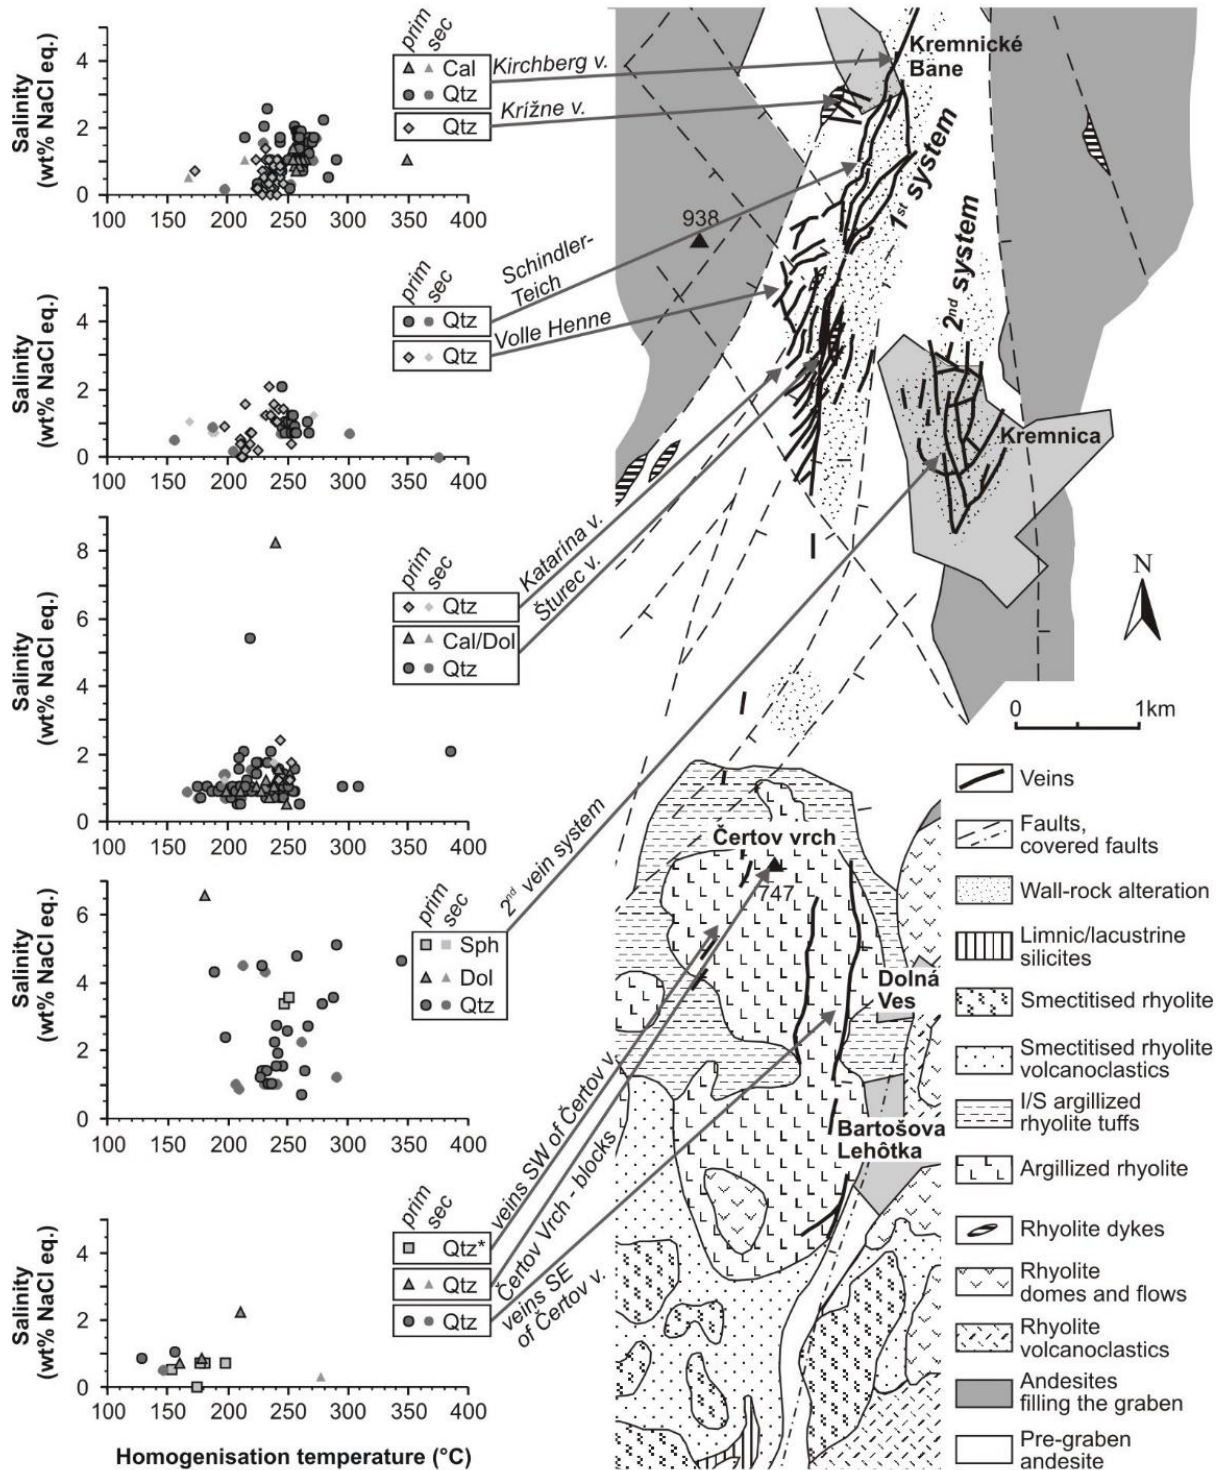 Salinity
(wt% NaCl eq.)
4
2
0
100 150 200 250 300 350 400
prim
sec
Cal
Qtz
Qtz
Kirchberg v.
Krížne v.
Salinity
(wt% NaCl eq.)
4
2
0
100 150 200 250 300 350 400
prim
sec
Qtz
Qtz
Schindler-
Teich
Volle Henne
Salinity
(wt% NaCl eq.)
8
6
4
2
0
100 150 200 250 300 350 400
prim
sec
Qtz
Cal/Dol
Qtz
Katarína v.
Šturec v.
Salinity
(wt% NaCl eq.)
6
4
2
0
100 150 200 250 300 350 400
prim
sec
Sph
Dol
Qtz
2nd vein system
Salinity
(wt% NaCl eq.)
4
2
0
100 150 200 250 300 350 400
Homogenisation temperature (°C)
prim
sec
Qtz*
Qtz
Qtz
veins SW of Čertov v.
Čertov Vrch - blocks
veins SE
of Čertov v.
Kremnické
Bane
1st system
938
2nd system
Kremnica
N
0 1km
Čertov vrch
747
Dolná
Ves
Bartošova
Lehôtka
Veins
Faults,
covered faults
Wall-rock alteration
Limnic/lacustrine
silicites
Smectitised rhyolite
Smectitised rhyolite
volcanoclastics
I/S argillized
rhyolite tuffs
Argillized rhyolite
Rhyolite dykes
Rhyolite
domes and flows
Rhyolite
volcanoclastics
Andesites
filling the graben
Pre-graben
andesite